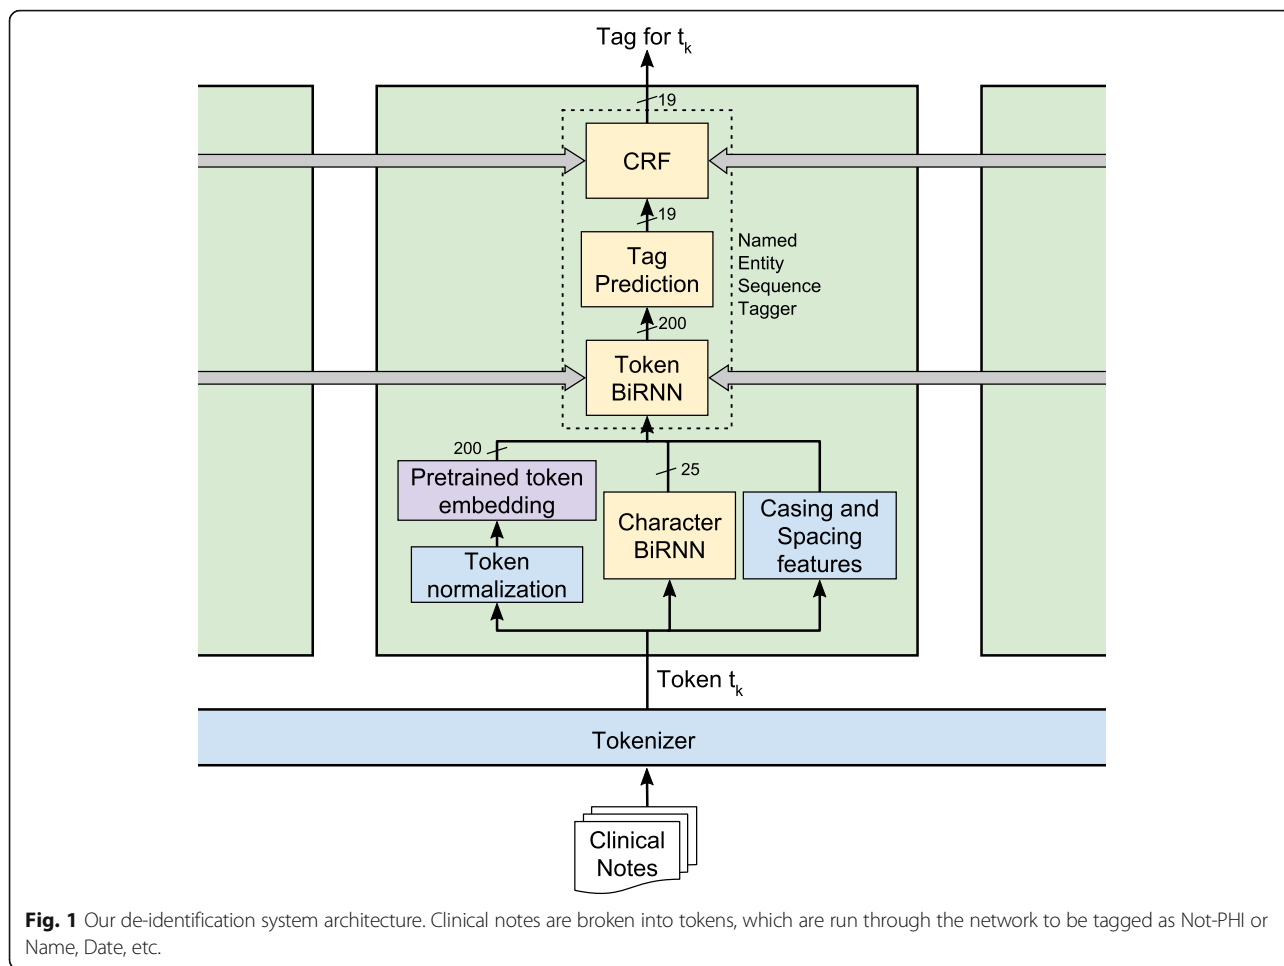 Tag for tk
19
CRF
19
Tag
Prediction
Named
Entity
Sequence
Tagger
200
Token
BiRNN
200
25
Pretrained token
embedding
Character
BiRNN
Casing and
Spacing
features
Token
normalization
Token tk
Tokenizer
Clinical
Notes
Fig. 1 Our de-identification system architecture. Clinical notes are broken into tokens, which are run through the network to be tagged as Not-PHI or
Name, Date, etc.